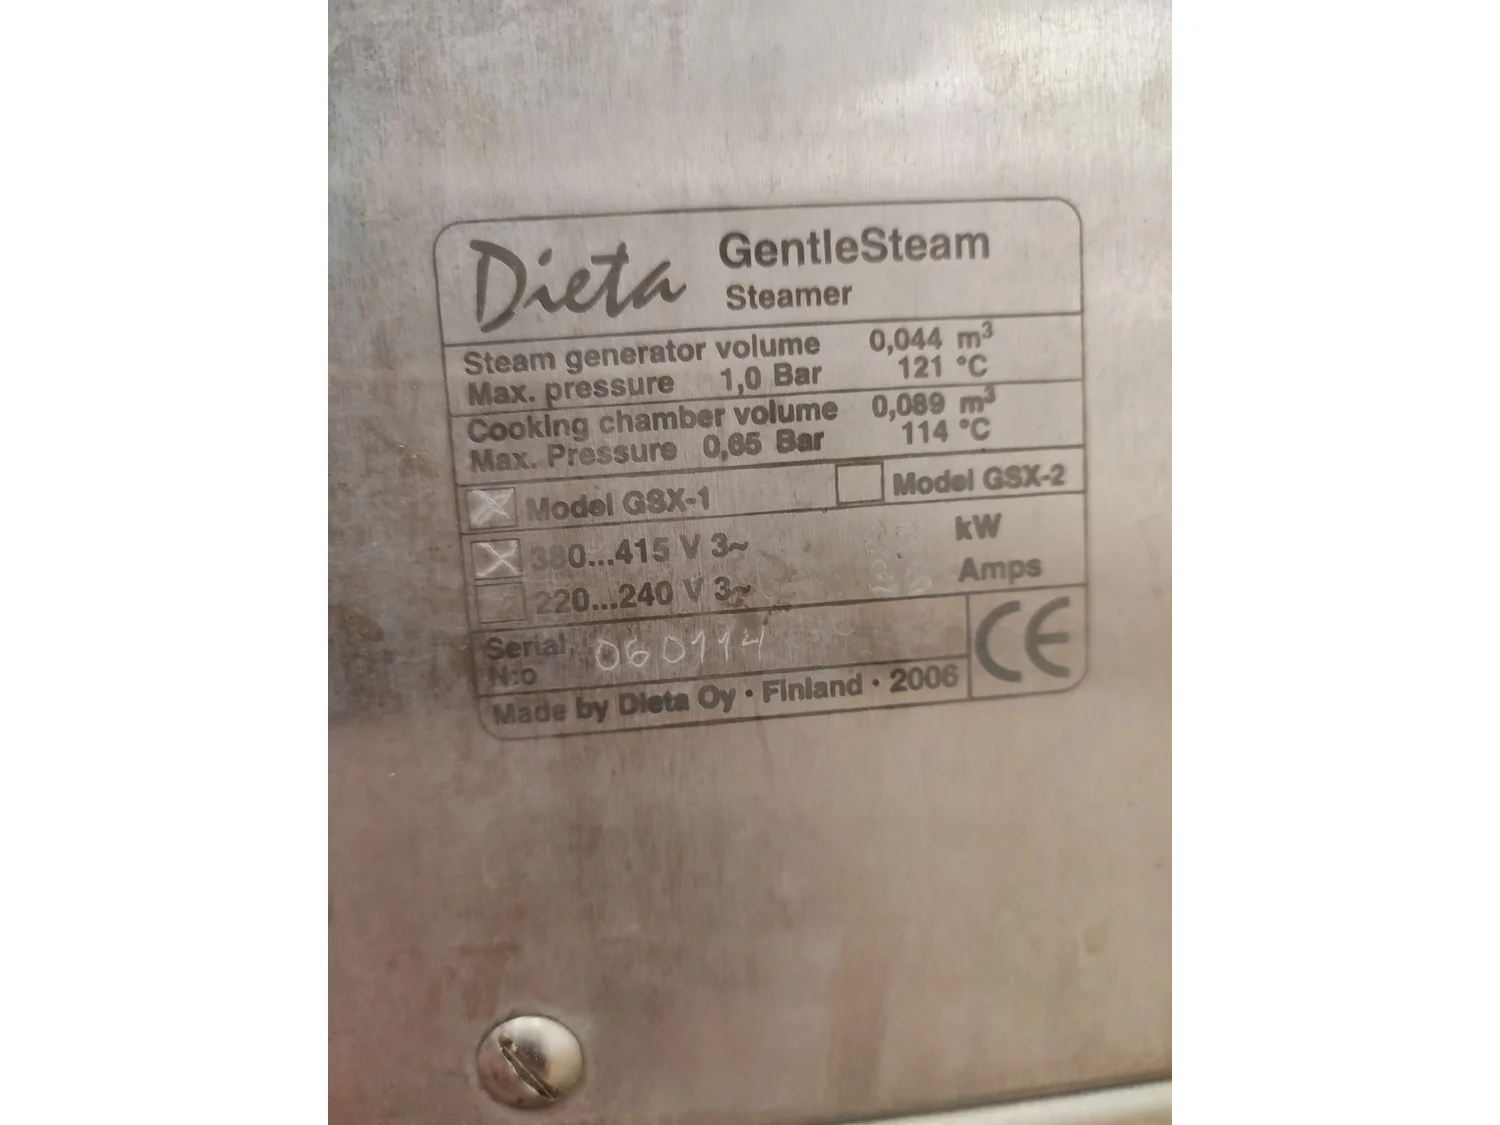 Dieta GentleSteam
Steamer
Steam generator volume 0,044 m³
Max. pressure 1,0 Bar 121 °C
Cooking chamber volume 0,089 m³
Max. Pressure 0,65 Bar 114 °C
Model GSX-1 Model GSX-2
380...415 V 3~ kW
220...240 V 3~ Amps
Serial
N:o 060114
CE
Made by Dieta Oy • Finland • 2006